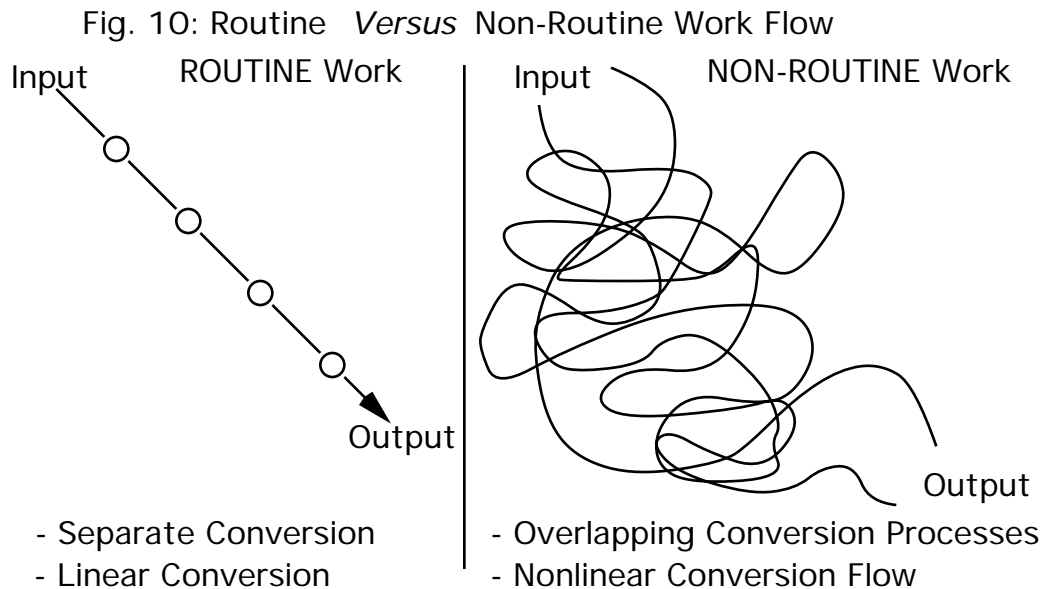 Fig. 10: Routine Versus Non-Routine Work Flow
Input
ROUTINE Work
Output
- Separate Conversion
- Linear Conversion
Input
NON-ROUTINE Work
Output
- Overlapping Conversion Processes
- Nonlinear Conversion Flow